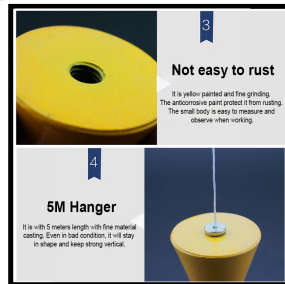 3
Not easy to rust
It is yellow painted and fine grinding.
The anticorrosive paint protect it from rusting.
The small body is easy to measure and
observe when working.
4
5M Hanger
It is with 5 meters length with fine material
casting. Even in bad condition, it will stay
in shape and keep strong vertical.